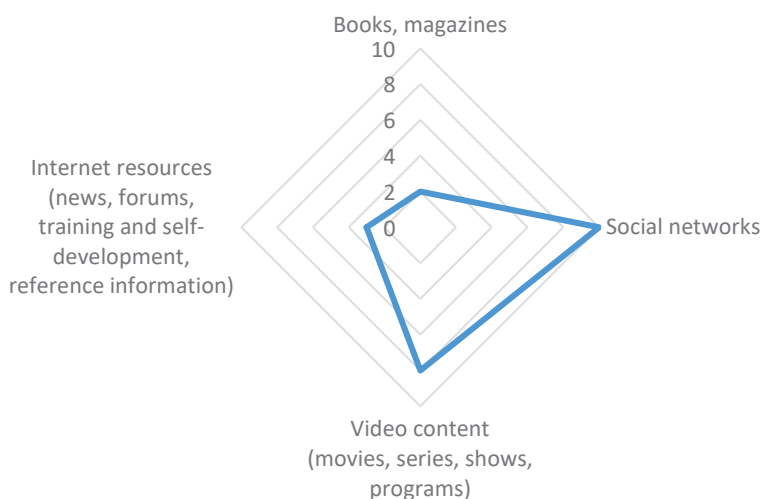 Books, magazines
10
8
6
4
2
0
Internet resources
(news, forums,
training and self-
development,
reference information)
Social networks
Video content
(movies, series, shows,
programs)